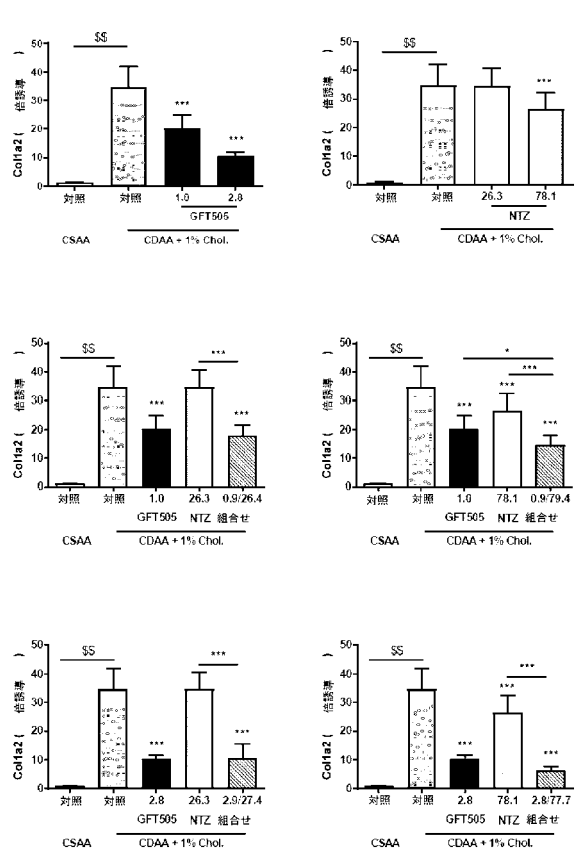 $$
50
40
30
20
10
0
Col1a2 ( 倍誘導 )
***
***
対照 対照 1.0 2.8
GFT505
CSAA CDAA + 1% Chol.
$$
50
40
30
20
10
0
Col1a2 ( 倍誘導 )
***
対照 対照 26.3 78.1
NTZ
CSAA CDAA + 1% Chol.
$$
50
40
30
20
10
0
Col1a2 ( 倍誘導 )
***
***
***
対照 対照 1.0 26.3 0.9/26.4
GFT505 NTZ 組合せ
CSAA CDAA + 1% Chol.
$$
50
40
30
20
10
0
Col1a2 ( 倍誘導 )
*
***
***
***
***
対照 対照 1.0 78.1 0.9/79.4
GFT505 NTZ 組合せ
CSAA CDAA + 1% Chol.
$$
50
40
30
20
10
0
Col1a2 ( 倍誘導 )
***
***
***
対照 対照 2.8 26.3 2.9/27.4
GFT505 NTZ 組合せ
CSAA CDAA + 1% Chol.
$$
50
40
30
20
10
0
Col1a2 ( 倍誘導 )
***
***
***
***
対照 対照 2.8 78.1 2.8/77.7
GFT505 NTZ 組合せ
CSAA CDAA + 1% Chol.